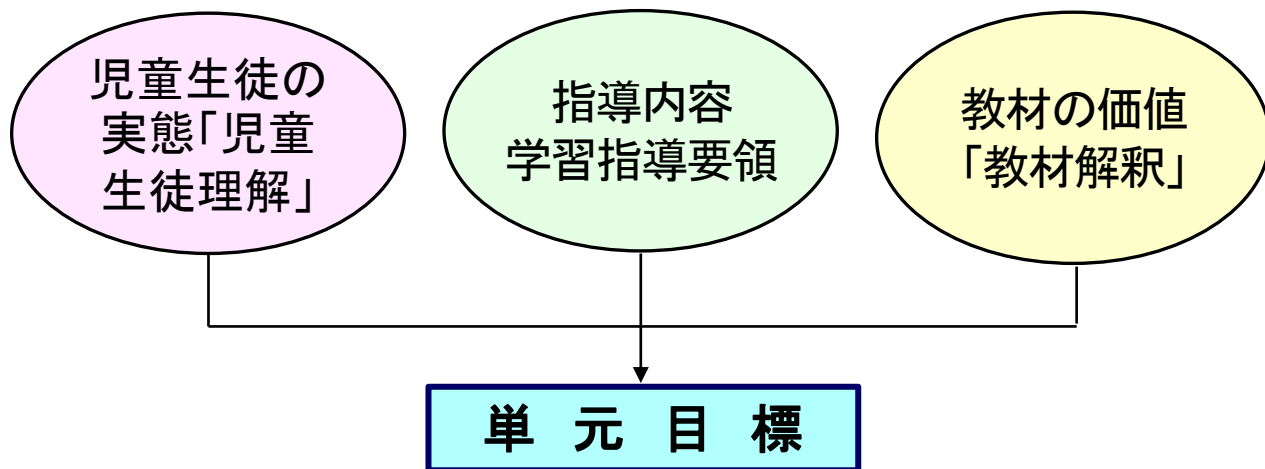 児童生徒の
実態「児童
生徒理解」
指導内容
学習指導要領
教材の価値
「教材解釈」
単 元 目 標